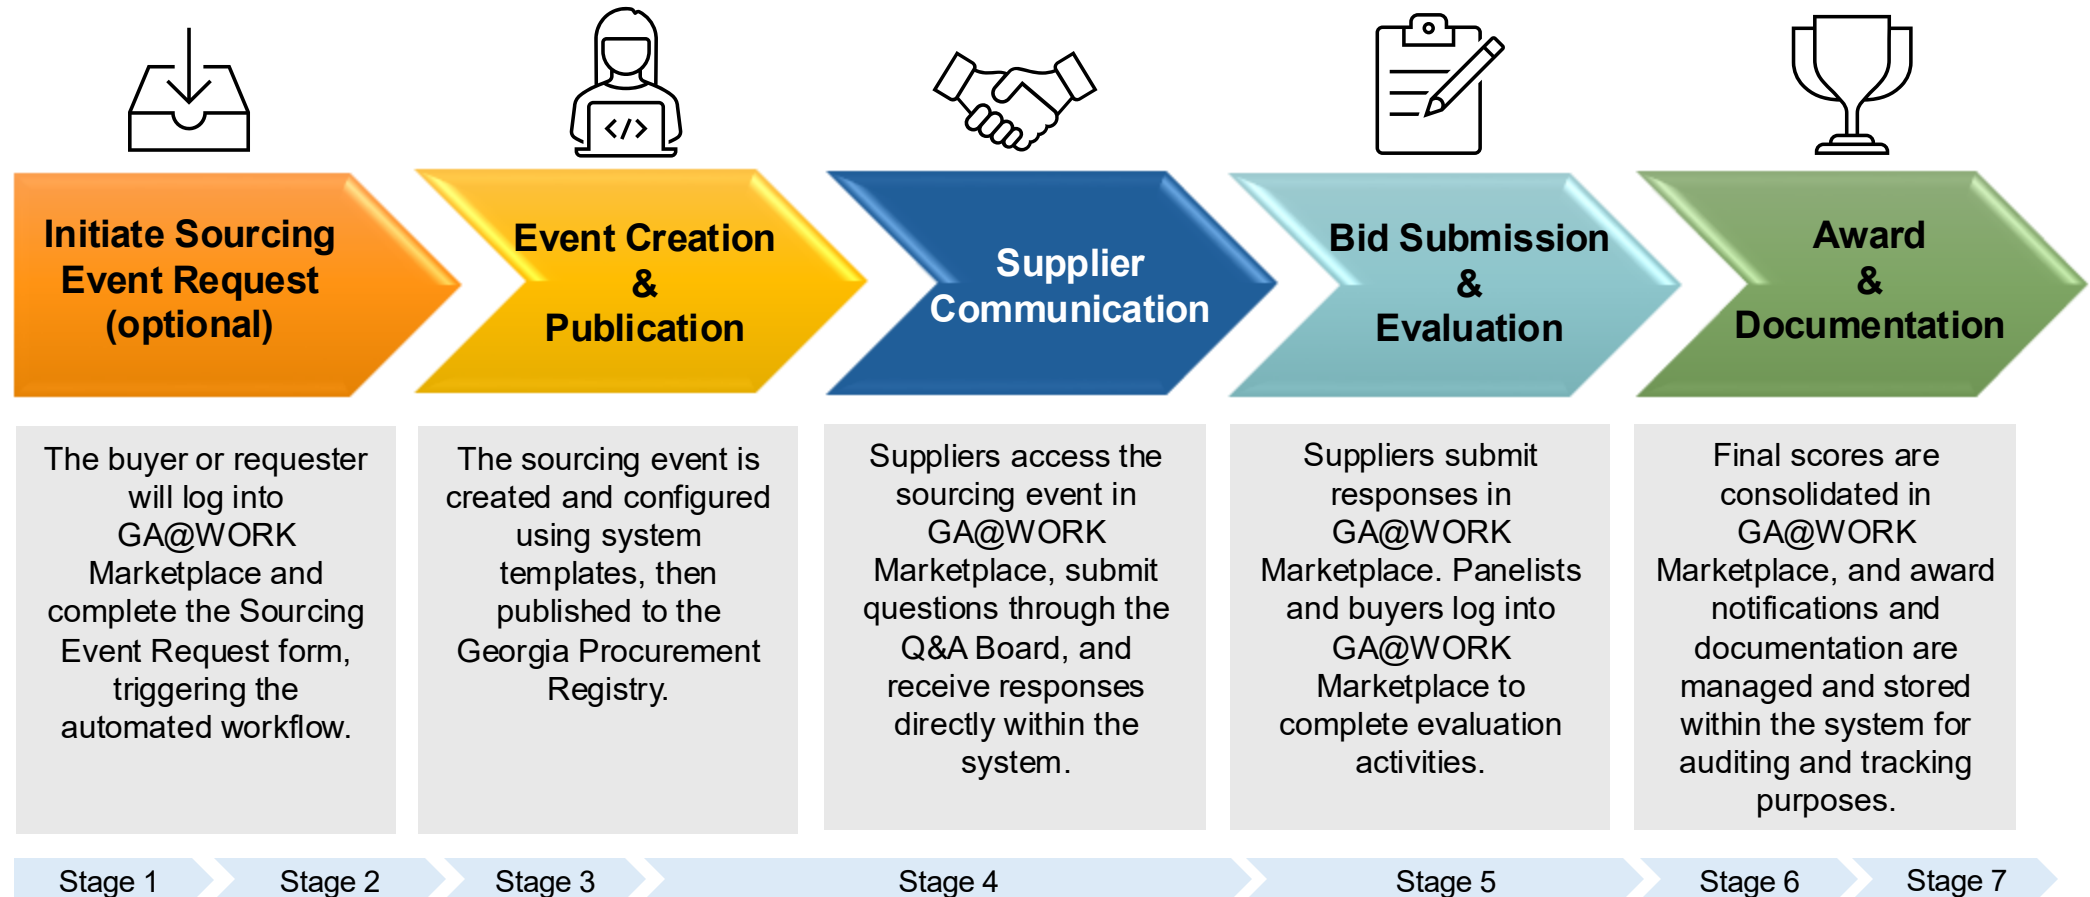 </>
Initiate Sourcing
Event Request
(optional)
Event Creation
&
Publication
Supplier
Communication
Bid Submission
&
Evaluation
Award
&
Documentation
The buyer or requester
will log into
GA@WORK
Marketplace and
complete the Sourcing
Event Request form,
triggering the
automated workflow.
The sourcing event is
created and configured
using system
templates, then
published to the
Georgia Procurement
Registry.
Suppliers access the
sourcing event in
GA@WORK
Marketplace, submit
questions through the
Q&A Board, and
receive responses
directly within the
system.
Suppliers submit
responses in
GA@WORK
Marketplace. Panelists
and buyers log into
GA@WORK
Marketplace to
complete evaluation
activities.
Final scores are
consolidated in
GA@WORK
Marketplace, and award
notifications and
documentation are
managed and stored
within the system for
auditing and tracking
purposes.
Stage 1
Stage 2
Stage 3
Stage 4
Stage 5
Stage 6
Stage 7